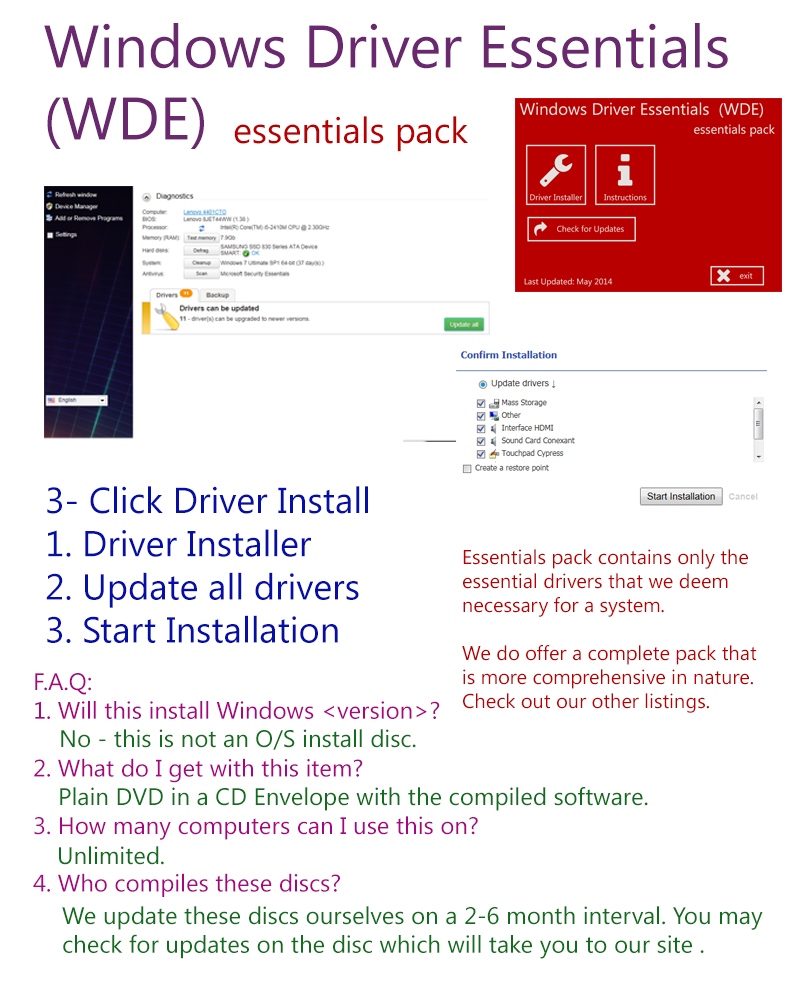 Windows Driver Essentials
(WDE) essentials pack
Windows Driver Essentials (WDE)
essentials pack
Driver Installer
Instructions
Check for Updates
Last Updated: May 2014
exit
Refresh window
Device Manager
Add or Remove Programs
Settings
English
Diagnostics
Computer: Lenovo 4401CTO
BIOS: Lenovo 8JET44WW (1.38 )
Processor: Intel(R) Core(TM) i5-2410M CPU @ 2.30GHz
Memory (RAM): Test memory 7.9Gb
Hard disks: Defrag SAMSUNG SSD 830 Series ATA Device
SMART: OK
System: Cleanup Windows 7 Ultimate SP1 64-bit (37 day(s).)
Antivirus: Scan Microsoft Security Essentials
Drivers 11 Backup
Drivers can be updated
11 - driver(s) can be upgraded to newer versions.
Update all
Confirm Installation
Update drivers ↓
Mass Storage
Other
Interface HDMI
Sound Card Conexant
Touchpad Cypress
Create a restore point
Start Installation Cancel
3- Click Driver Install
1. Driver Installer
2. Update all drivers
3. Start Installation
Essentials pack contains only the
essential drivers that we deem
necessary for a system.
We do offer a complete pack that
is more comprehensive in nature.
Check out our other listings.
F.A.Q:
1. Will this install Windows <version>?
No - this is not an O/S install disc.
2. What do I get with this item?
Plain DVD in a CD Envelope with the compiled software.
3. How many computers can I use this on?
Unlimited.
4. Who compiles these discs?
We update these discs ourselves on a 2-6 month interval. You may
check for updates on the disc which will take you to our site .